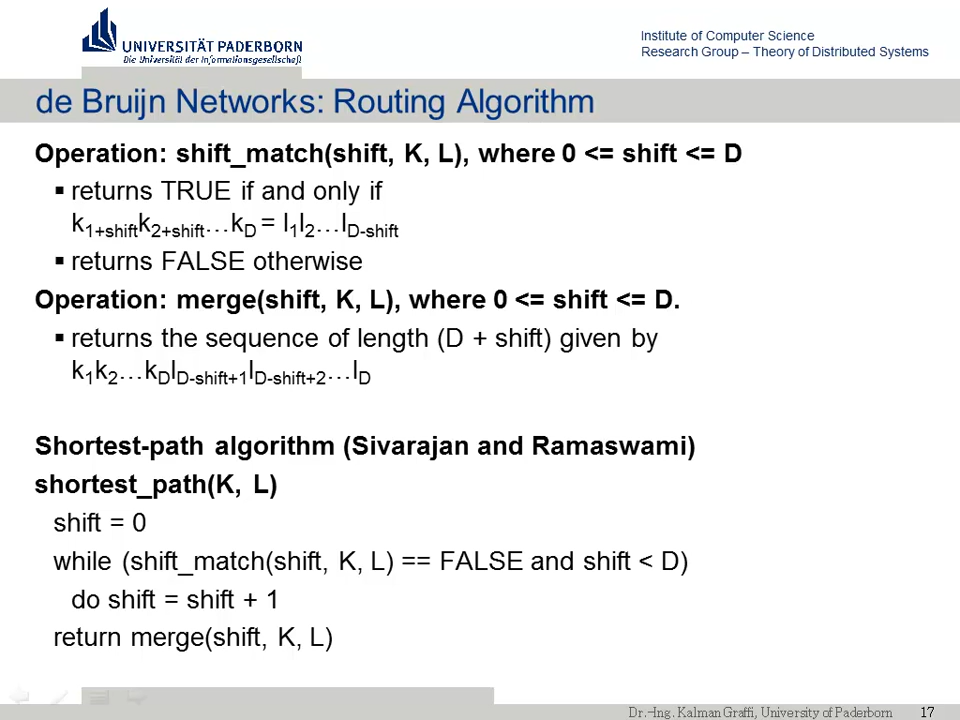 UNIVERSITÄT PADERBORN
Die Universität der Informationsgesellschaft
Institute of Computer Science
Research Group – Theory of Distributed Systems
de Bruijn Networks: Routing Algorithm
Operation: shift_match(shift, K, L), where 0 <= shift <= D
▪ returns TRUE if and only if
k1+shiftk2+shift…kD = l1l2…lD-shift
▪ returns FALSE otherwise
Operation: merge(shift, K, L), where 0 <= shift <= D.
▪ returns the sequence of length (D + shift) given by
k1k2…kDlD-shift+1lD-shift+2…lD
Shortest-path algorithm (Sivarajan and Ramaswami)
shortest_path(K, L)
shift = 0
while (shift_match(shift, K, L) == FALSE and shift < D)
do shift = shift + 1
return merge(shift, K, L)
Dr.-Ing. Kalman Graffi, University of Paderborn 17